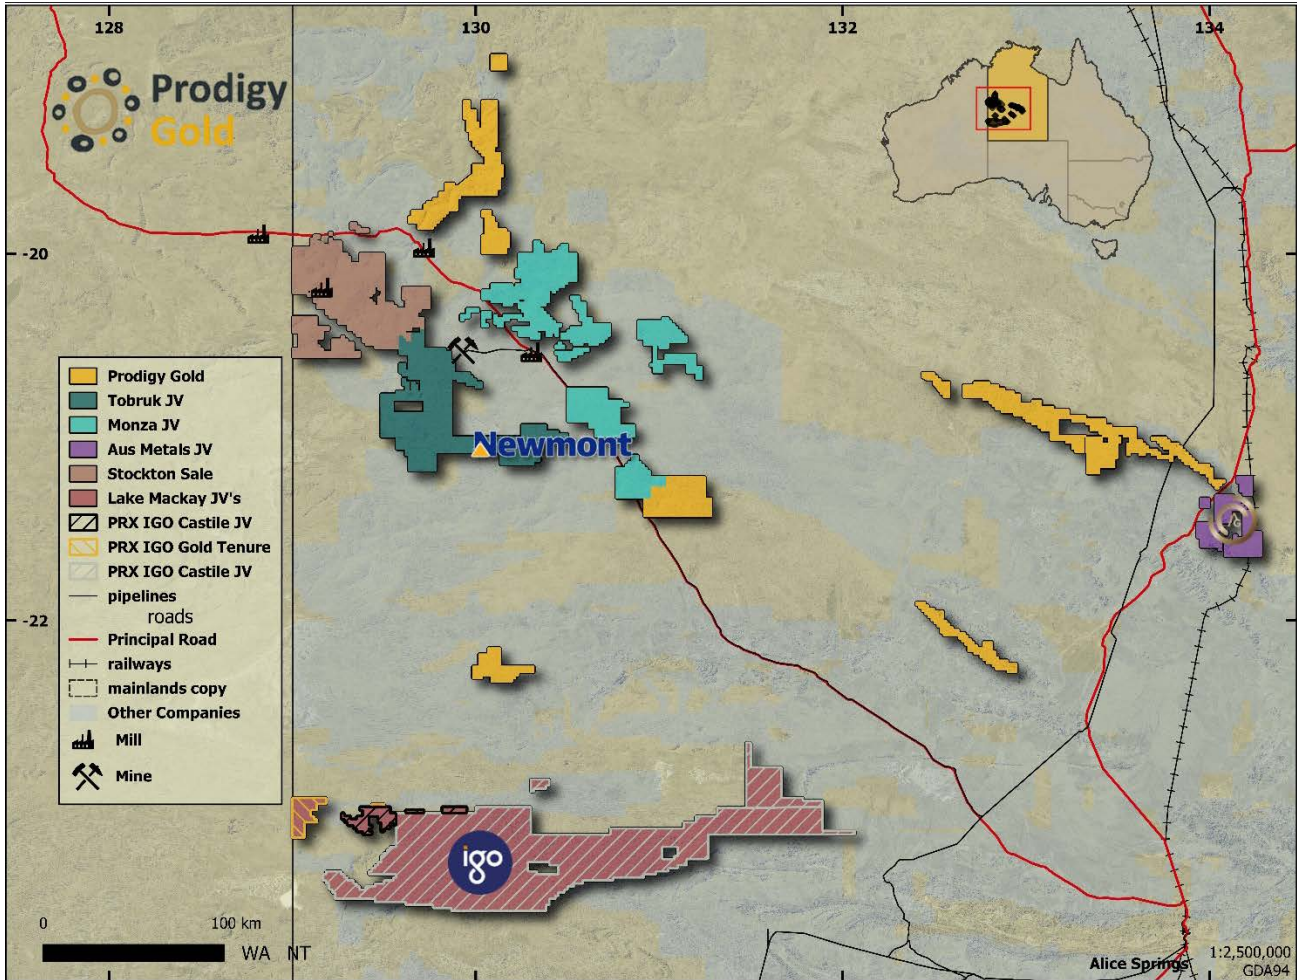 128
130
132
134
Prodigy
Gold
-20
Prodigy Gold
Tobruk JV
Monza JV
Aus Metals JV
Stockton Sale
Lake Mackay JV's
PRX IGO Castile JV
PRX IGO Gold Tenure
PRX IGO Castile JV
pipelines
roads
Principal Road
railways
mainlands copy
Other Companies
Mill
Mine
Newmont
-22
igo
0
100 km
WA NT
Alice Springs
1:2,500,000
GDA94